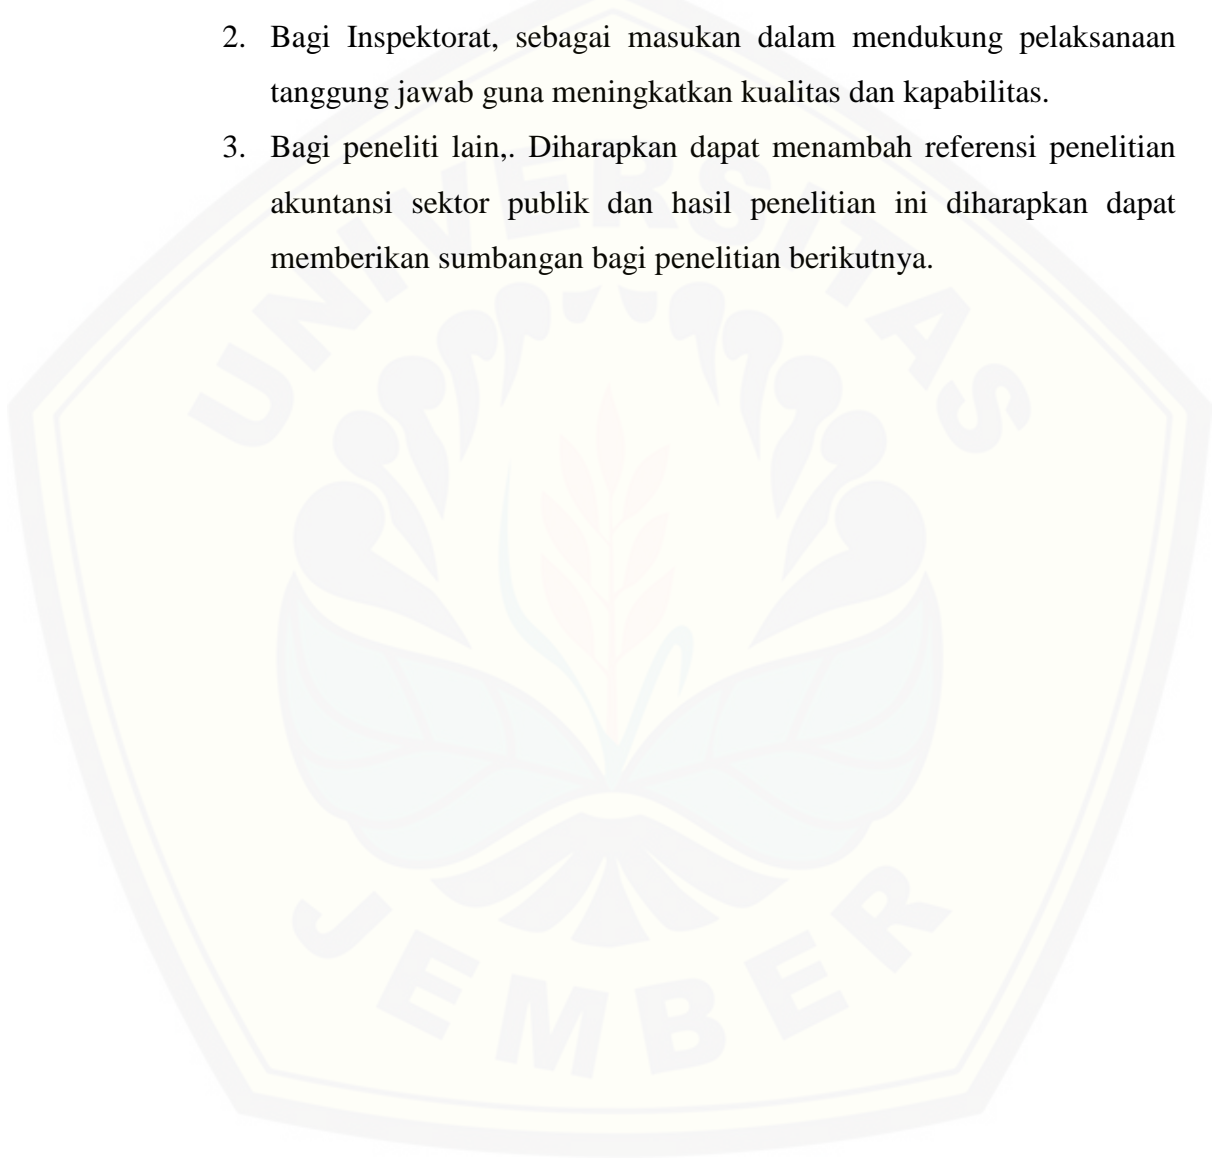 2. Bagi Inspektorat, sebagai masukan dalam mendukung pelaksanaan
tanggung jawab guna meningkatkan kualitas dan kapabilitas.
3. Bagi peneliti lain,. Diharapkan dapat menambah referensi penelitian
akuntansi sektor publik dan hasil penelitian ini diharapkan dapat
memberikan sumbangan bagi penelitian berikutnya.
UNIVERSITAS
JEMBER